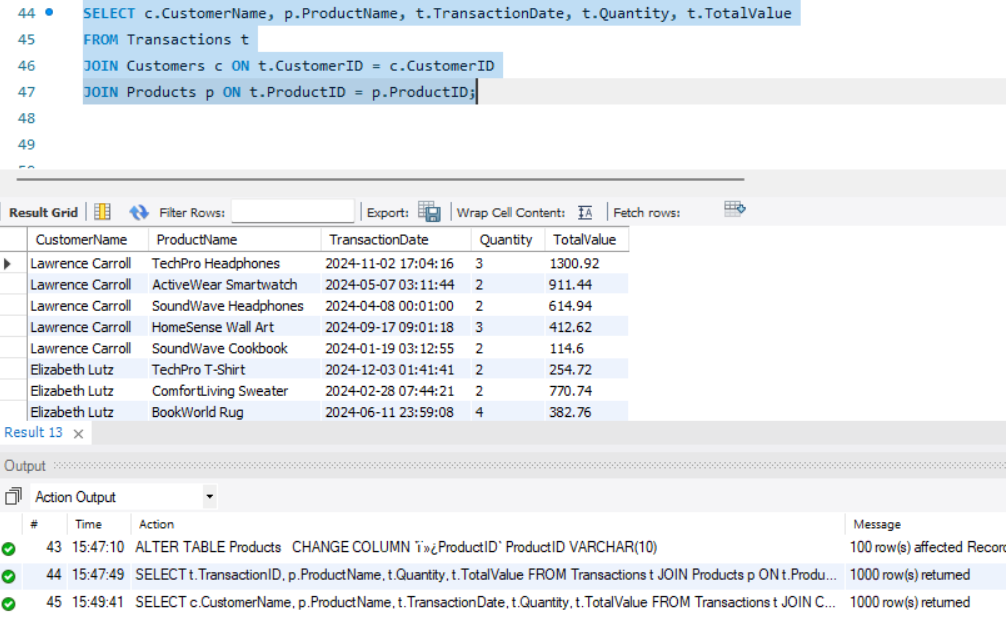 44 SELECT c.CustomerName, p.ProductName, t.TransactionDate, t.Quantity, t.TotalValue
45 FROM Transactions t
46 JOIN Customers c ON t.CustomerID = c.CustomerID
47 JOIN Products p ON t.ProductID = p.ProductID;
48
49
Result Grid Filter Rows: Export: Wrap Cell Content: IA Fetch rows:
CustomerName ProductName TransactionDate Quantity TotalValue
Lawrence Carroll TechPro Headphones 2024-11-02 17:04:16 3 1300.92
Lawrence Carroll ActiveWear Smartwatch 2024-05-07 03:11:44 2 911.44
Lawrence Carroll SoundWave Headphones 2024-04-08 00:01:00 2 614.94
Lawrence Carroll HomeSense Wall Art 2024-09-17 09:01:18 3 412.62
Lawrence Carroll SoundWave Cookbook 2024-01-19 03:12:55 2 114.6
Elizabeth Lutz TechPro T-Shirt 2024-12-03 01:41:41 2 254.72
Elizabeth Lutz ComfortLiving Sweater 2024-02-28 07:44:21 2 770.74
Elizabeth Lutz BookWorld Rug 2024-06-11 23:59:08 4 382.76
Result 13
Output
Action Output
# Time Action Message
43 15:47:10 ALTER TABLE Products CHANGE COLUMN `ï»¿ProductID` ProductID VARCHAR(10) 100 row(s) affected Recor
44 15:47:49 SELECT t.TransactionID, p.ProductName, t.Quantity, t.TotalValue FROM Transactions t JOIN Products p ON t.Produ... 1000 row(s) returned
45 15:49:41 SELECT c.CustomerName, p.ProductName, t.TransactionDate, t.Quantity, t.TotalValue FROM Transactions t JOIN C... 1000 row(s) returned